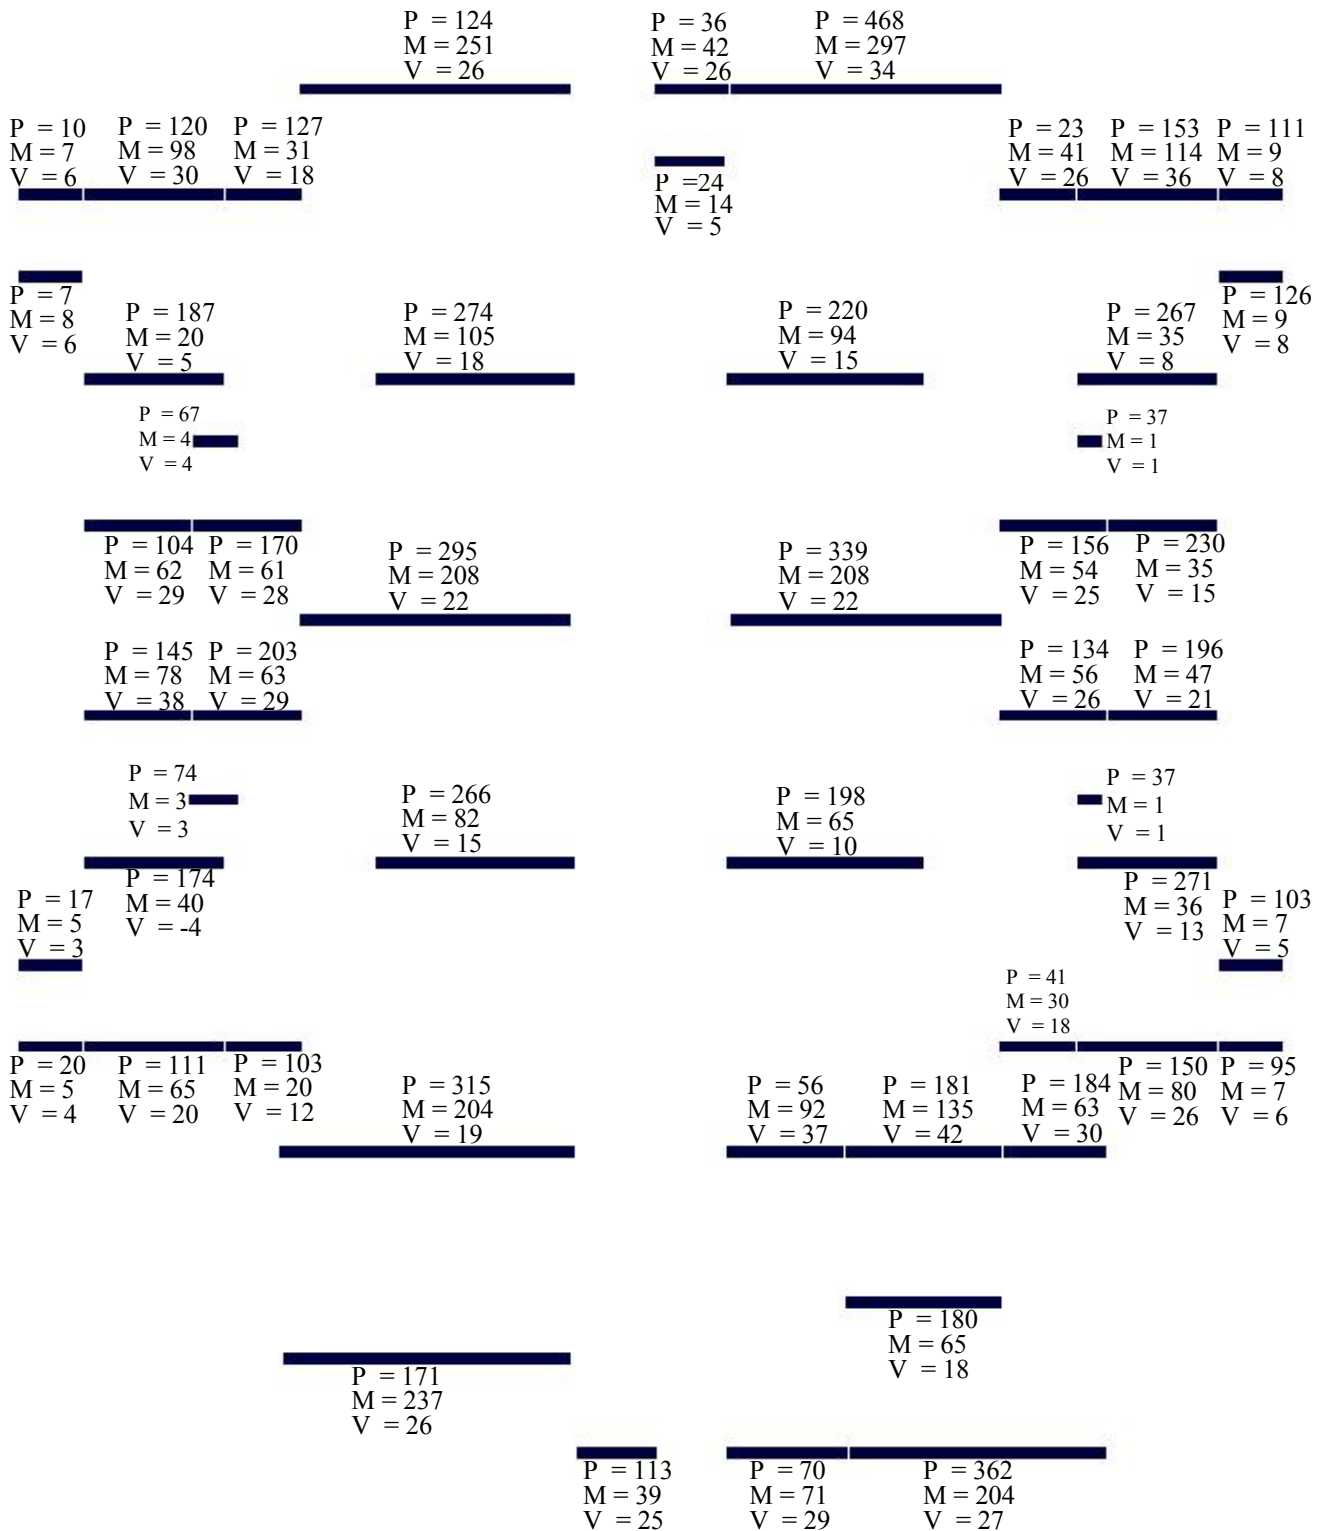 P = 124
M = 251
V = 26
P = 36
M = 42
V = 26
P = 468
M = 297
V = 34
P = 10
M = 7
V = 6
P = 120
M = 98
V = 30
P = 127
M = 31
V = 18
P =24
M = 14
V = 5
P = 23
M = 41
V = 26
P = 153
M = 114
V = 36
P = 111
M = 9
V = 8
P = 7
M = 8
V = 6
P = 187
M = 20
V = 5
P = 274
M = 105
V = 18
P = 220
M = 94
V = 15
P = 267
M = 35
V = 8
P = 126
M = 9
V = 8
P = 67
M = 4
V = 4
P = 37
M = 1
V = 1
P = 104
M = 62
V = 29
P = 170
M = 61
V = 28
P = 295
M = 208
V = 22
P = 339
M = 208
V = 22
P = 156
M = 54
V = 25
P = 230
M = 35
V = 15
P = 145
M = 78
V = 38
P = 203
M = 63
V = 29
P = 134
M = 56
V = 26
P = 196
M = 47
V = 21
P = 74
M = 3
V = 3
P = 266
M = 82
V = 15
P = 198
M = 65
V = 10
P = 37
M = 1
V = 1
P = 17
M = 5
V = 3
P = 174
M = 40
V = -4
P = 271
M = 36
V = 13
P = 103
M = 7
V = 5
P = 41
M = 30
V = 18
P = 20
M = 5
V = 4
P = 111
M = 65
V = 20
P = 103
M = 20
V = 12
P = 315
M = 204
V = 19
P = 56
M = 92
V = 37
P = 181
M = 135
V = 42
P = 184
M = 63
V = 30
P = 150
M = 80
V = 26
P = 95
M = 7
V = 6
P = 180
M = 65
V = 18
P = 171
M = 237
V = 26
P = 113
M = 39
V = 25
P = 70
M = 71
V = 29
P = 362
M = 204
V = 27